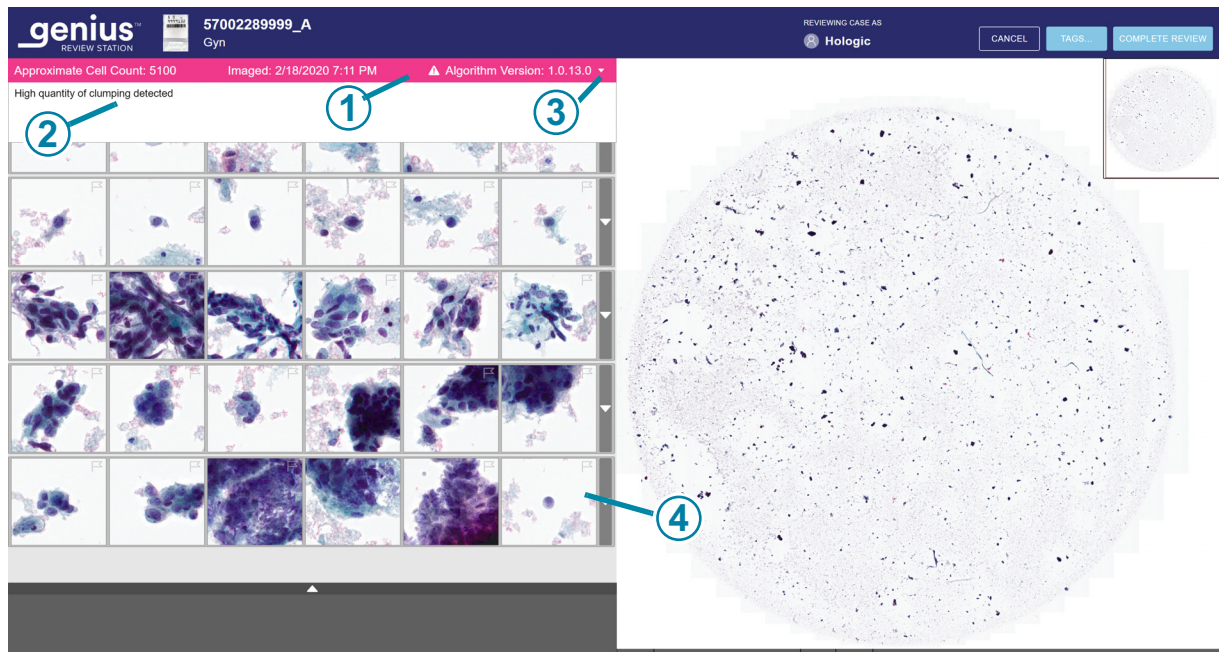 genius™
REVIEW STATION
57002289999_A
Gyn
REVIEWING CASE AS
Hologic
CANCEL
TAGS...
COMPLETE REVIEW
Approximate Cell Count: 5100
Imaged: 2/18/2020 7:11 PM
Algorithm Version: 1.0.13.0
High quantity of clumping detected
1
2
3
4